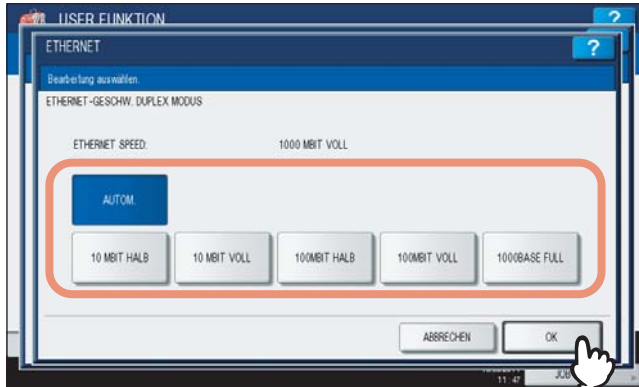 USER FUNKTION
?
ETHERNET
?
Bearbeitung auswählen.
ETHERNET-GESCHW. DUPLEX MODUS
ETHERNET SPEED: 1000 MBIT VOLL
AUTOM.
10 MBIT HALB 10 MBIT VOLL 100MBIT HALB 100MBIT VOLL 1000BASE FULL
ABBRECHEN OK
11:47 JOB